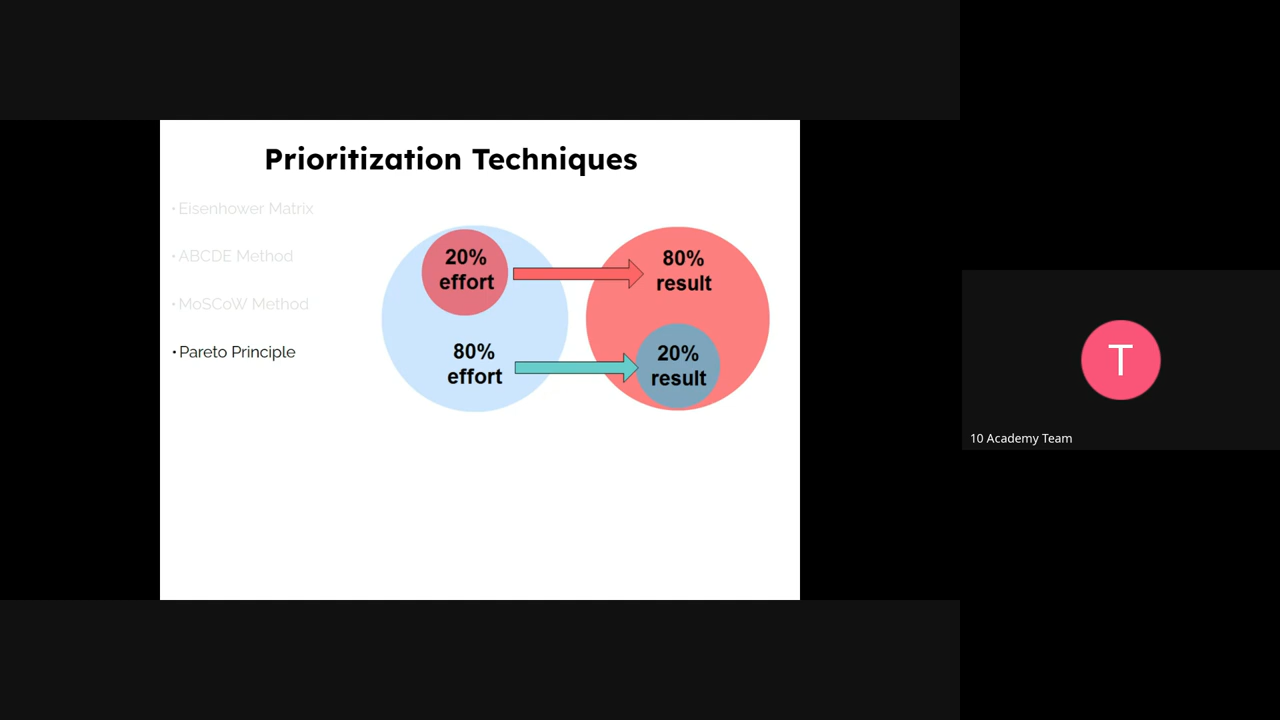 Prioritization Techniques
• Eisenhower Matrix
• ABCDE Method
• MoSCoW Method
• Pareto Principle
20%
effort
80%
result
80%
effort
20%
result
T
10 Academy Team